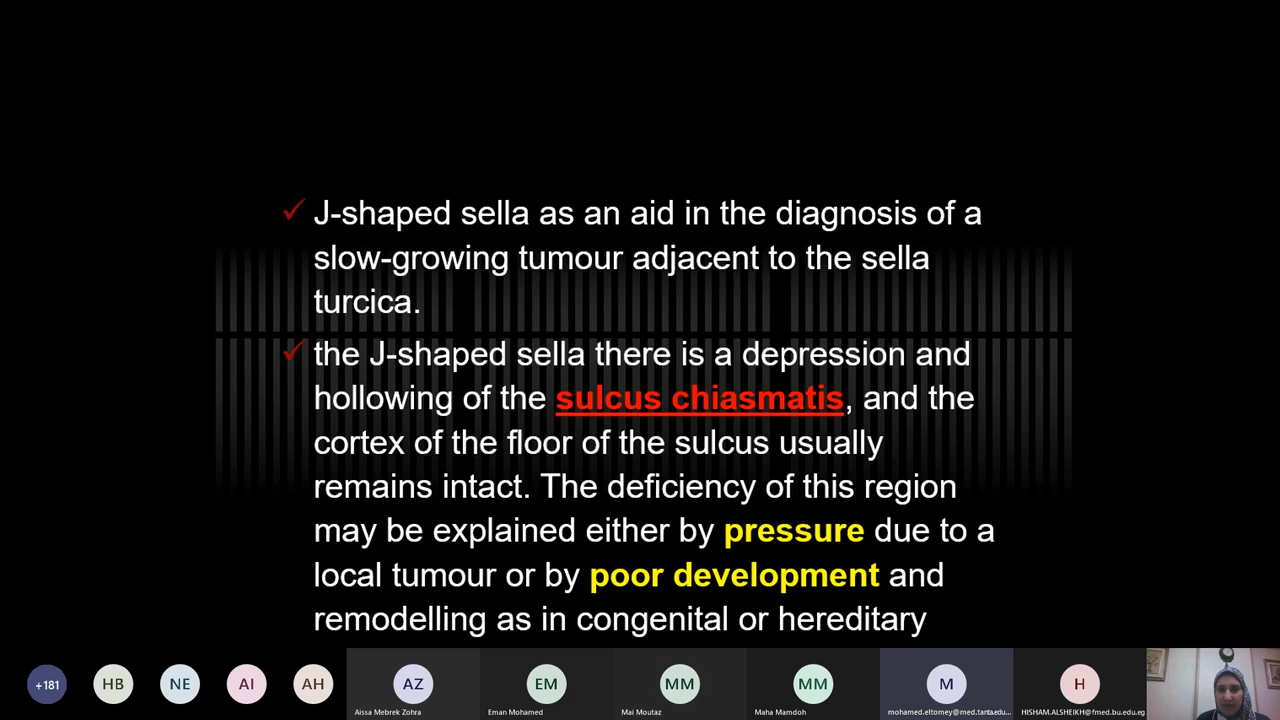 ✓ J-shaped sella as an aid in the diagnosis of a
slow-growing tumour adjacent to the sella
turcica.
✓ the J-shaped sella there is a depression and
hollowing of the sulcus chiasmatis, and the
cortex of the floor of the sulcus usually
remains intact. The deficiency of this region
may be explained either by pressure due to a
local tumour or by poor development and
remodelling as in congenital or hereditary
+181 HB NE AI AH AZ EM MM MM M H
Aissa Mebrek Zohra Eman Mohamed Mai Moutaz Maha Mamdoh mohamed.eltomey@med.tanta.edu... HISHAM.ALSHEIKH@fmed.bu.edu.eg